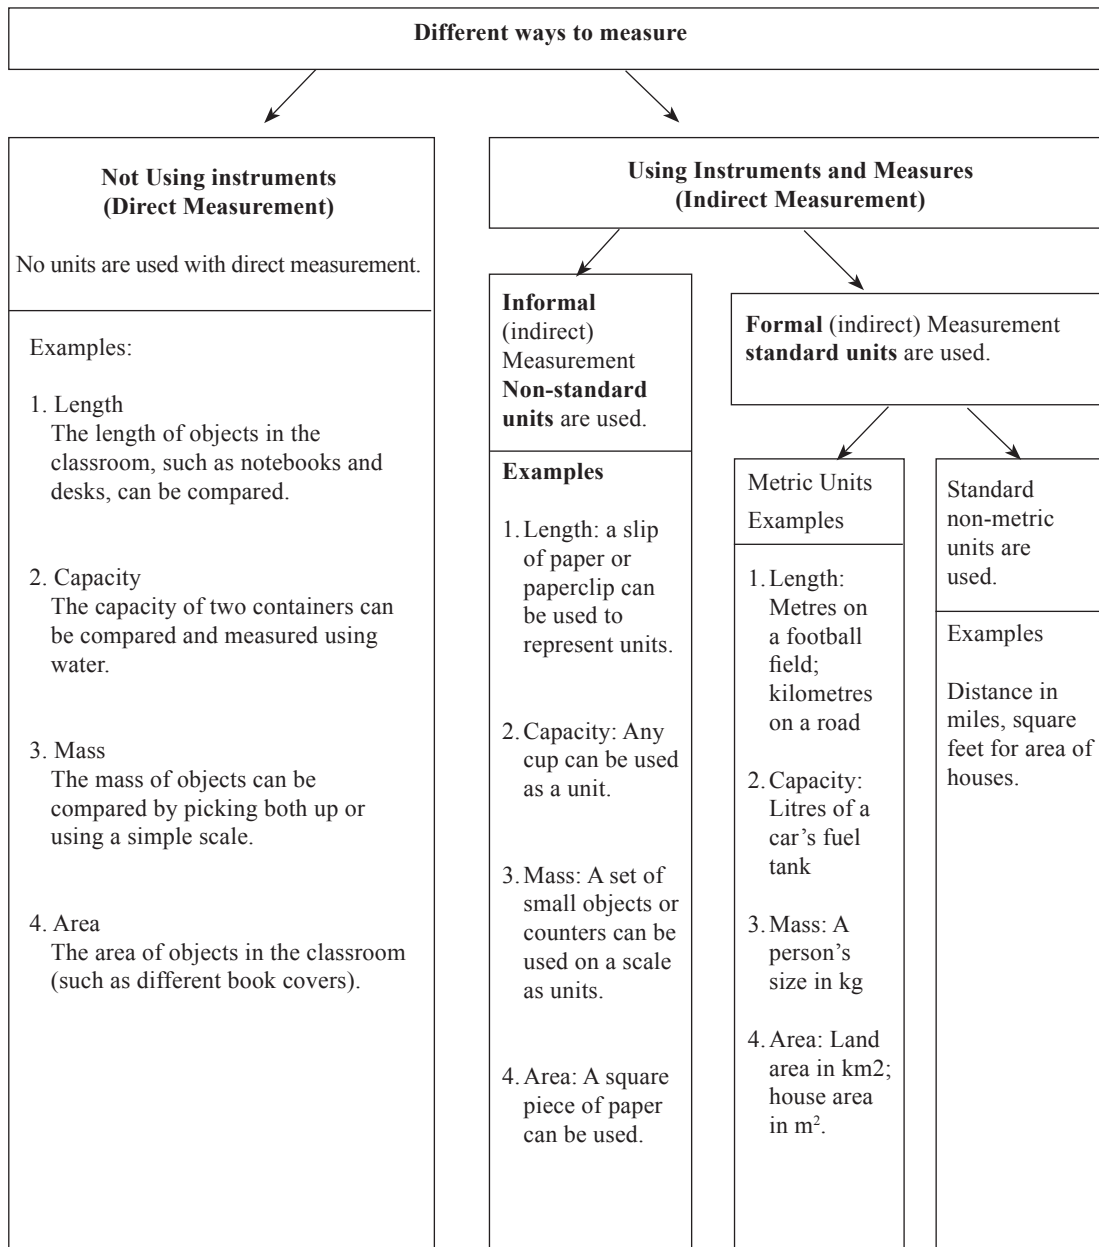 Different ways to measure
Not Using instruments
(Direct Measurement)
No units are used with direct measurement.
Examples:
1. Length
The length of objects in the
classroom, such as notebooks and
desks, can be compared.
2. Capacity
The capacity of two containers can
be compared and measured using
water.
3. Mass
The mass of objects can be
compared by picking both up or
using a simple scale.
4. Area
The area of objects in the classroom
(such as different book covers).
Using Instruments and Measures
(Indirect Measurement)
Informal
(indirect)
Measurement
Non-standard
units are used.
Examples
1. Length: a slip
of paper or
paperclip can
be used to
represent units.
2. Capacity: Any
cup can be used
as a unit.
3. Mass: A set of
small objects or
counters can be
used on a scale
as units.
4. Area: A square
piece of paper
can be used.
Formal (indirect) Measurement
standard units are used.
Metric Units
Examples
1. Length:
Metres on
a football
field;
kilometres
on a road
2. Capacity:
Litres of a
car’s fuel
tank
3. Mass: A
person’s
size in kg
4. Area: Land
area in km2;
house area
in m².
Standard
non-metric
units are
used.
Examples
Distance in
miles, square
feet for area of
houses.